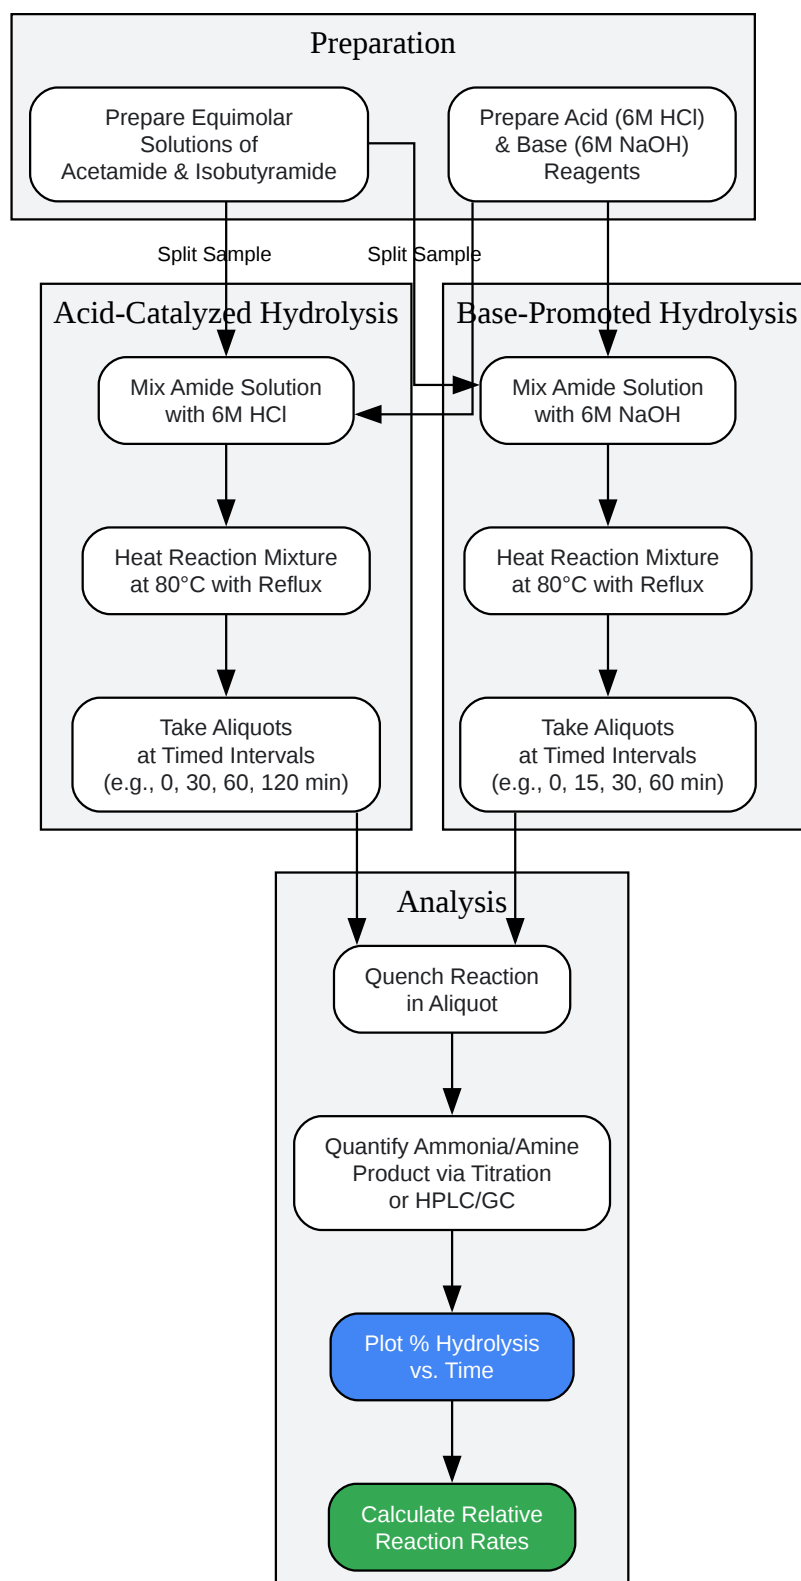 Preparation
Prepare Equimolar
Solutions of
Acetamide & Isobutyramide
Prepare Acid (6M HCl)
& Base (6M NaOH)
Reagents
Split Sample
Split Sample
Acid-Catalyzed Hydrolysis
Mix Amide Solution
with 6M HCl
Heat Reaction Mixture
at 80°C with Reflux
Take Aliquots
at Timed Intervals
(e.g., 0, 30, 60, 120 min)
Base-Promoted Hydrolysis
Mix Amide Solution
with 6M NaOH
Heat Reaction Mixture
at 80°C with Reflux
Take Aliquots
at Timed Intervals
(e.g., 0, 15, 30, 60 min)
Analysis
Quench Reaction
in Aliquot
Quantify Ammonia/Amine
Product via Titration
or HPLC/GC
Plot % Hydrolysis
vs. Time
Calculate Relative
Reaction Rates